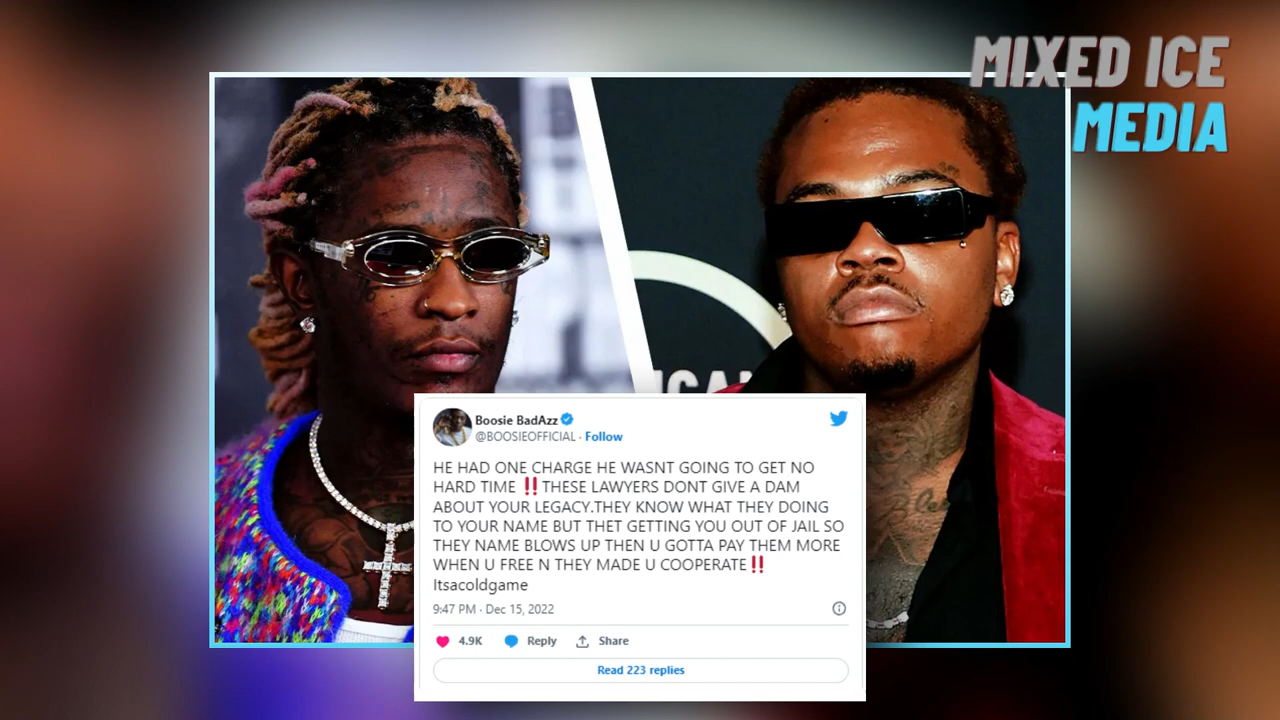 MIXED ICE
MEDIA
Boosie BadAzz
@BOOSIEOFFICIAL · Follow
HE HAD ONE CHARGE HE WASNT GOING TO GET NO
HARD TIME ‼️THESE LAWYERS DONT GIVE A DAM
ABOUT YOUR LEGACY.THEY KNOW WHAT THEY DOING
TO YOUR NAME BUT THET GETTING YOU OUT OF JAIL SO
THEY NAME BLOWS UP THEN U GOTTA PAY THEM MORE
WHEN U FREE N THEY MADE U COOPERATE‼️
Itsacoldgame
9:47 PM · Dec 15, 2022
4.9K Reply Share
Read 223 replies